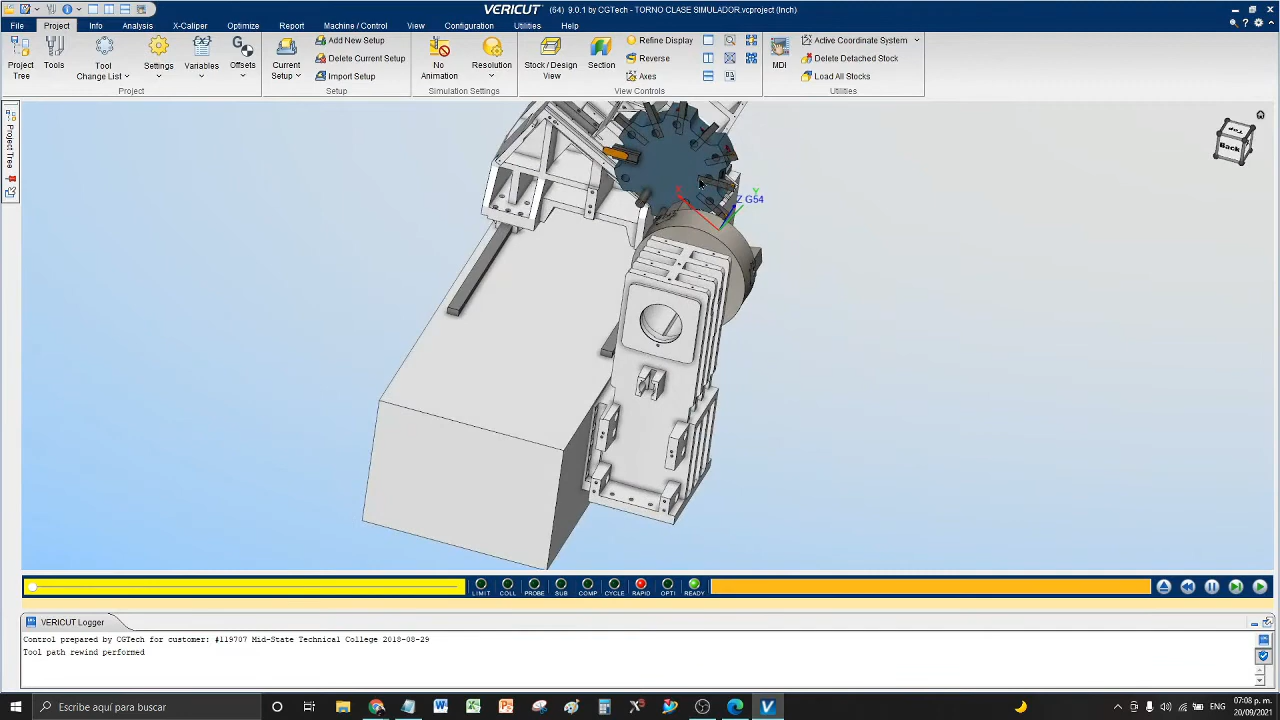 VERICUT (64) 9.0.1 by CGTech - TORNO CLASE SIMULADOR.vcproject (Inch)
File Project Info Analysis X-Caliper Optimize Report Machine / Control View Configuration Utilities Help
Project Tree
Tools
Tool Change List
Settings
Variables
Offsets
Project
Current Setup
Add New Setup
Delete Current Setup
Import Setup
Setup
No Animation
Resolution
Simulation Settings
Stock / Design View
Section
Refine Display
Reverse
Axes
View Controls
MDI
Active Coordinate System
Delete Detached Stock
Load All Stocks
Utilities
Project Tree
X
Y
Z G54
TOP
Back
LIMIT COLL PROBE SUB COMP CYCLE RAPID OPTI READY
VERICUT Logger
Control prepared by CGTech for customer: #119707 Mid-State Technical College 2018-08-29
Tool path rewind performed
Escribe aquí para buscar
ENG
07:08 p. m.
20/09/2021